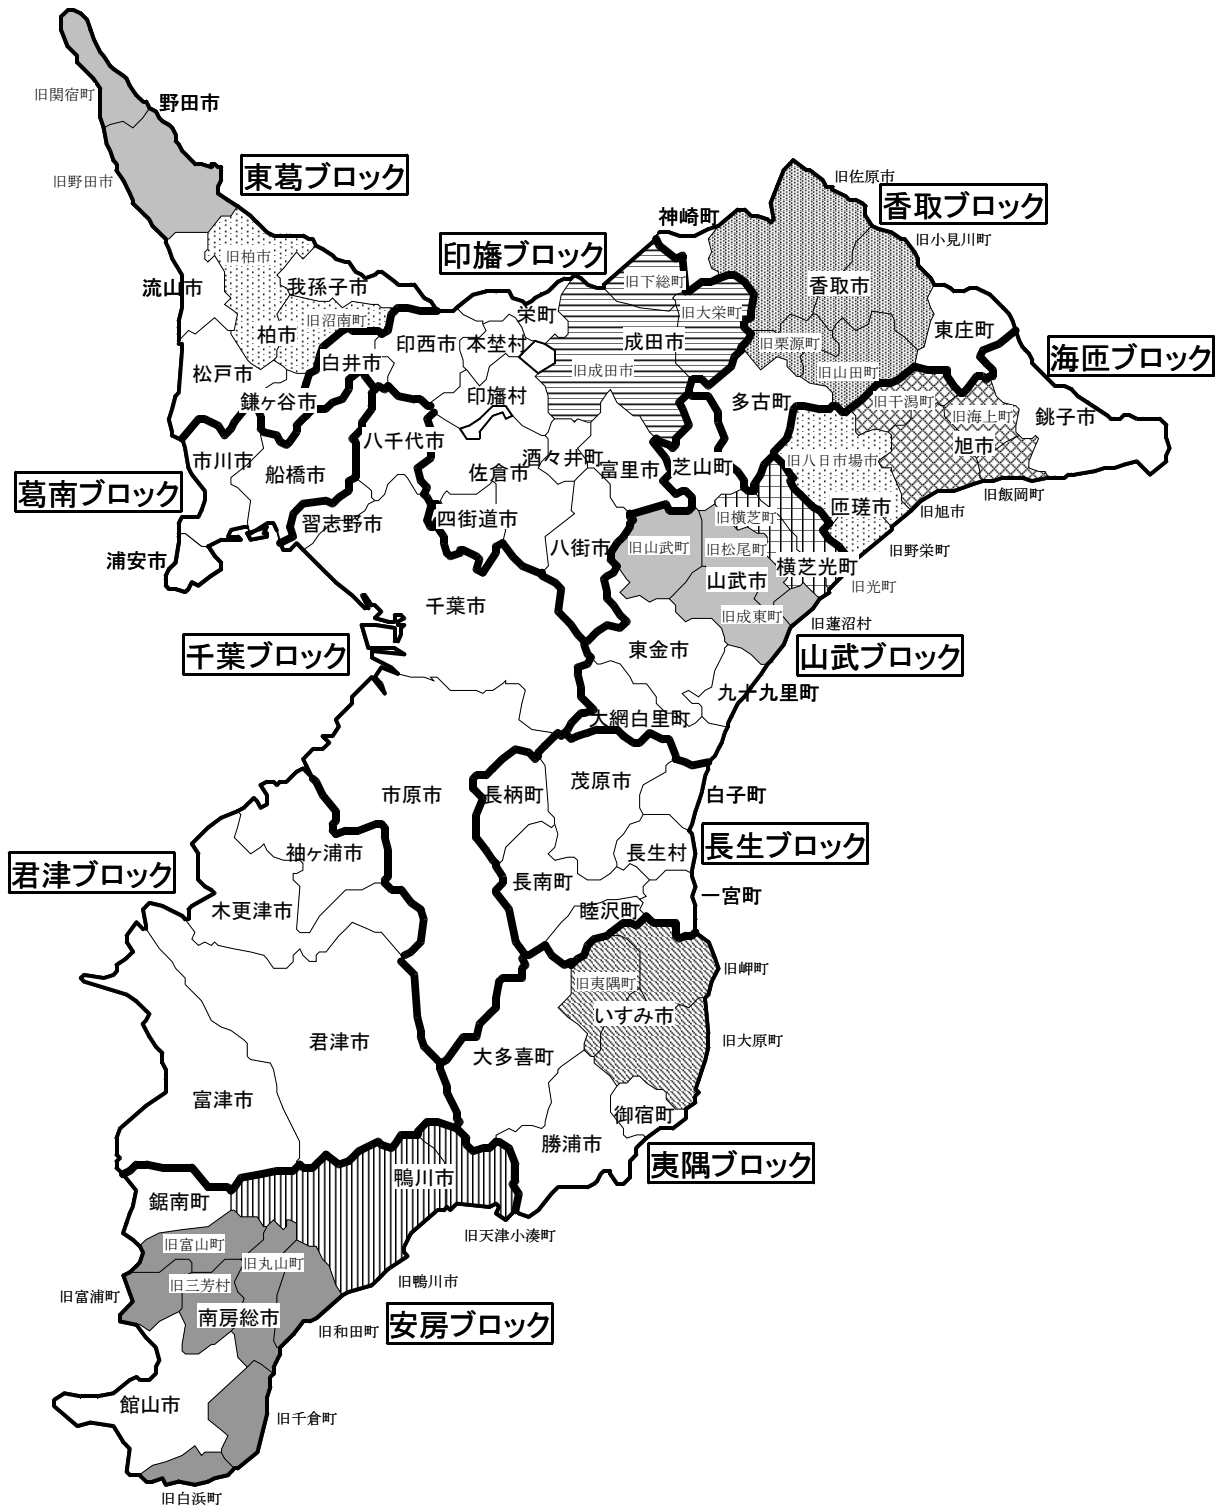 旧関宿町
野田市
旧野田市
東葛ブロック
旧佐原市
香取ブロック
神崎町
旧小見川町
印旛ブロック
旧柏市
流山市
我孫子市
旧下総町
香取市
旧沼南町
栄町
旧大栄町
柏市
東庄町
印西市
本埜村
成田市
旧栗源町
白井市
海匝ブロック
松戸市
旧成田市
旧山田町
鎌ケ谷市
印旛村
多古町
旧干潟町
旧海上町
銚子市
八千代市
旭市
市川市
酒々井町
富里市
芝山町
旧八日市場市
船橋市
佐倉市
葛南ブロック
旧飯岡町
匝瑳市
旧旭市
習志野市
四街道市
旧横芝町
八街市
旧山武町
旧松尾町
旧野栄町
浦安市
横芝光町
山武市
旧光町
千葉市
旧成東町
旧蓮沼村
千葉ブロック
東金市
山武ブロック
九十九里町
大網白里町
茂原市
市原市
長柄町
白子町
長生ブロック
袖ケ浦市
長生村
君津ブロック
長南町
一宮町
木更津市
睦沢町
旧岬町
旧夷隅町
いすみ市
君津市
旧大原町
大多喜町
富津市
御宿町
勝浦市
夷隅ブロック
鴨川市
鋸南町
旧天津小湊町
旧富山町
旧丸山町
旧三芳村
旧鴨川市
旧富浦町
南房総市
旧和田町
安房ブロック
館山市
旧千倉町
旧白浜町